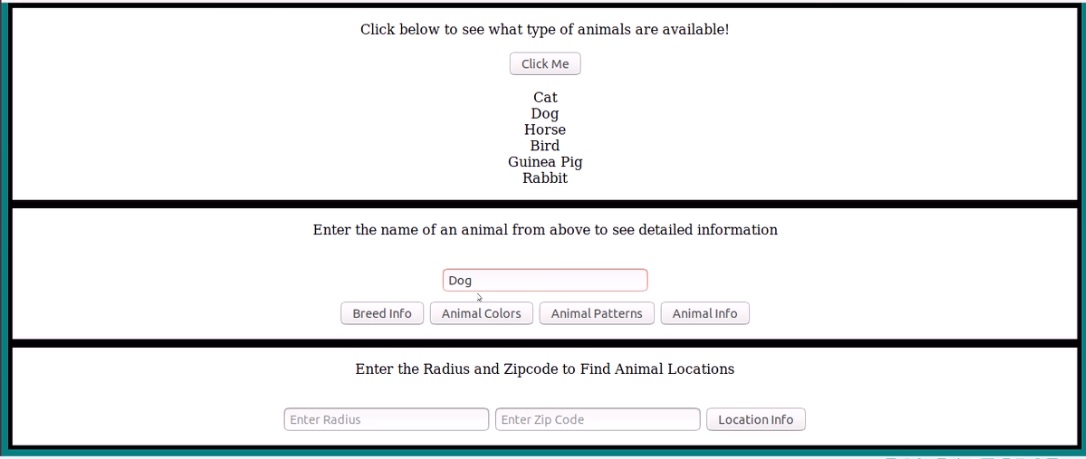 Click below to see what type of animals are available!
Click Me
Cat
Dog
Horse
Bird
Guinea Pig
Rabbit
Enter the name of an animal from above to see detailed information
Dog
Breed Info Animal Colors Animal Patterns Animal Info
Enter the Radius and Zipcode to Find Animal Locations
Enter Radius Enter Zip Code Location Info